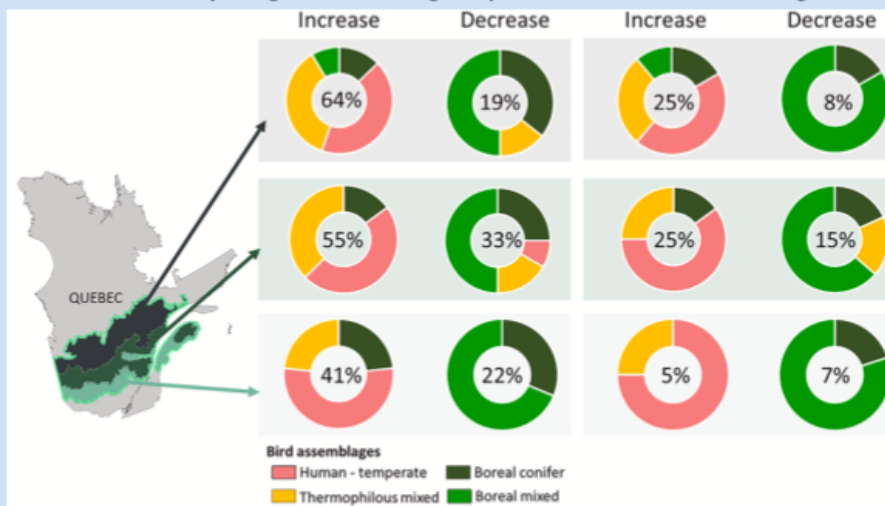 Increase Decrease Increase Decrease
64% 19% 25% 8%
55% 33% 25% 15%
QUEBEC
41% 22% 5% 7%
Bird assemblages
Human - temperate Boreal conifer
Thermophilous mixed Boreal mixed